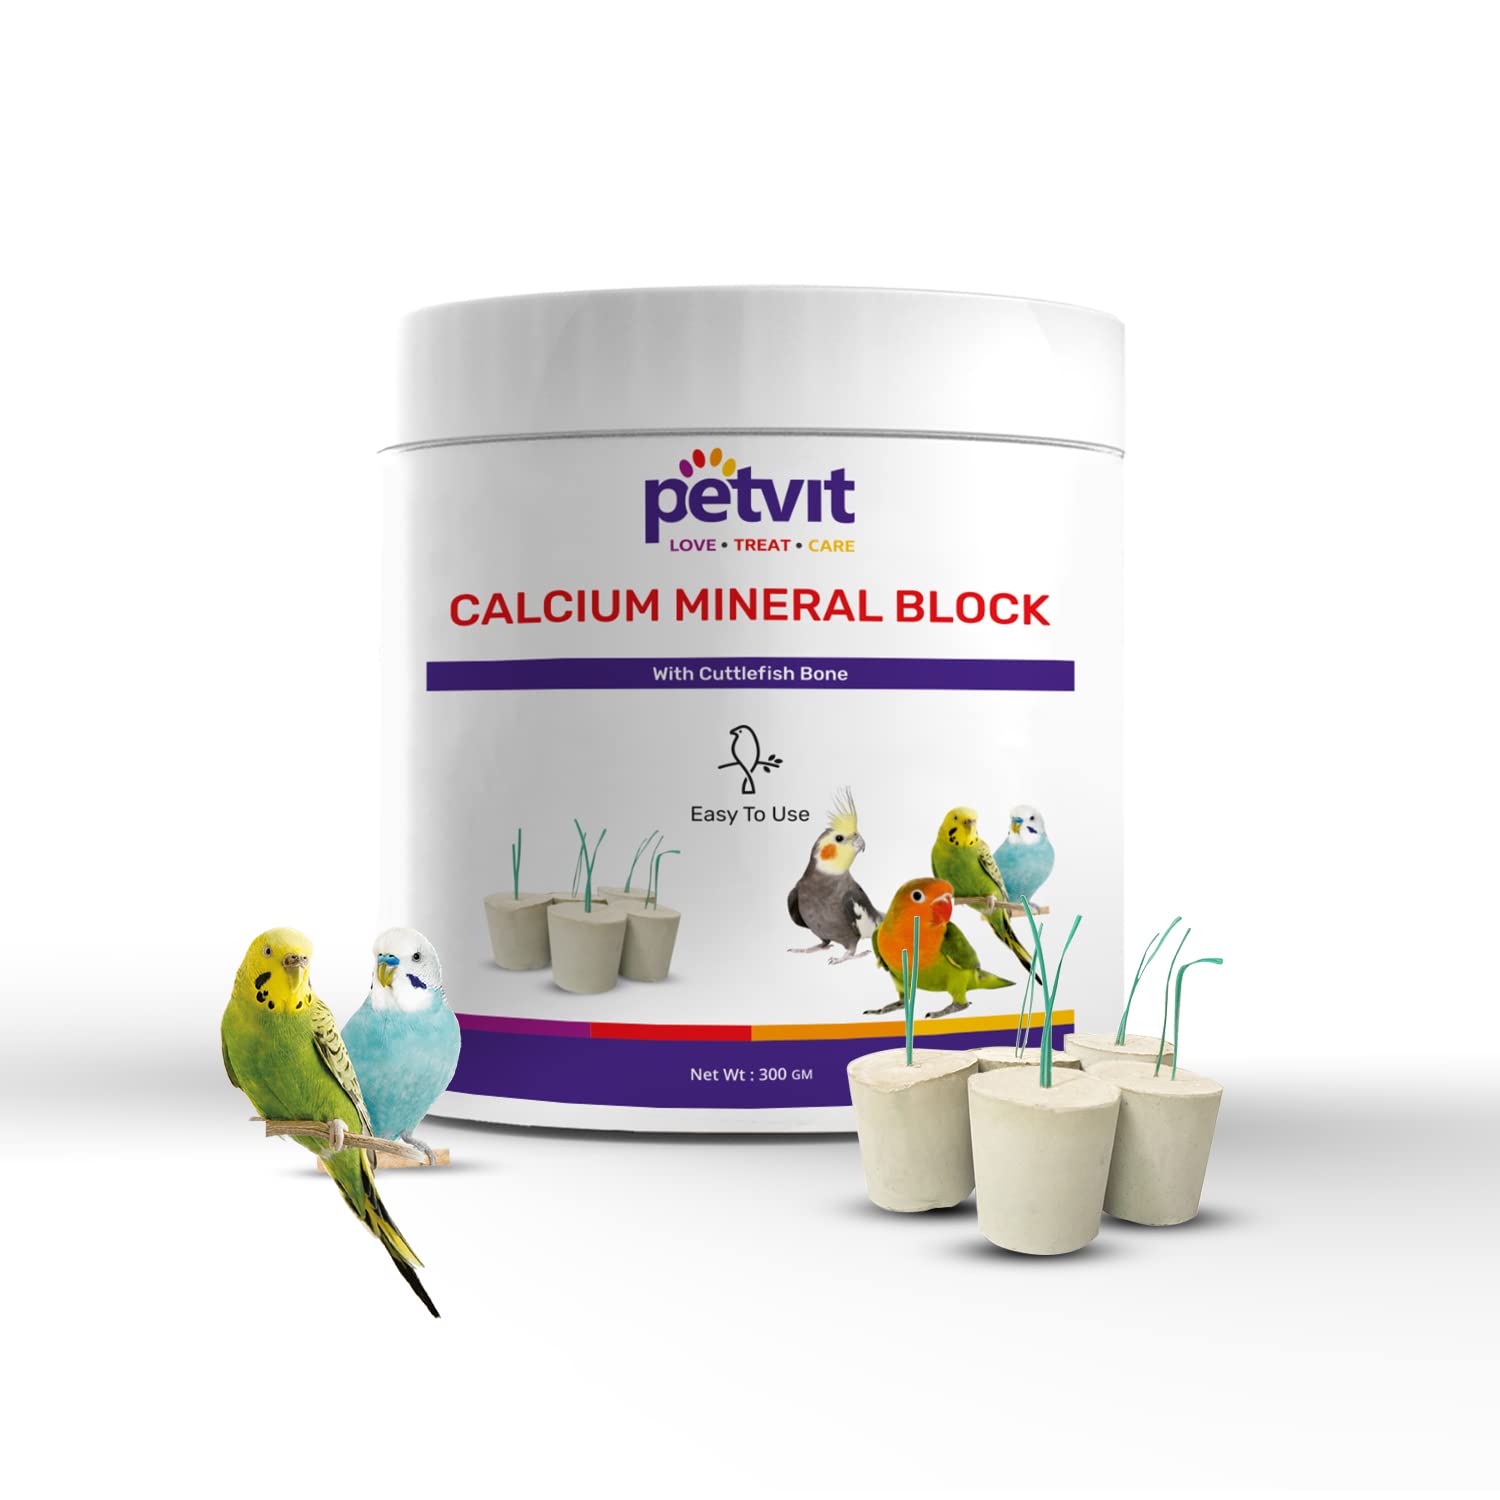 petvit
LOVE • TREAT • CARE
CALCIUM MINERAL BLOCK
With Cuttlefish Bone
Easy To Use
Net Wt : 300 GM